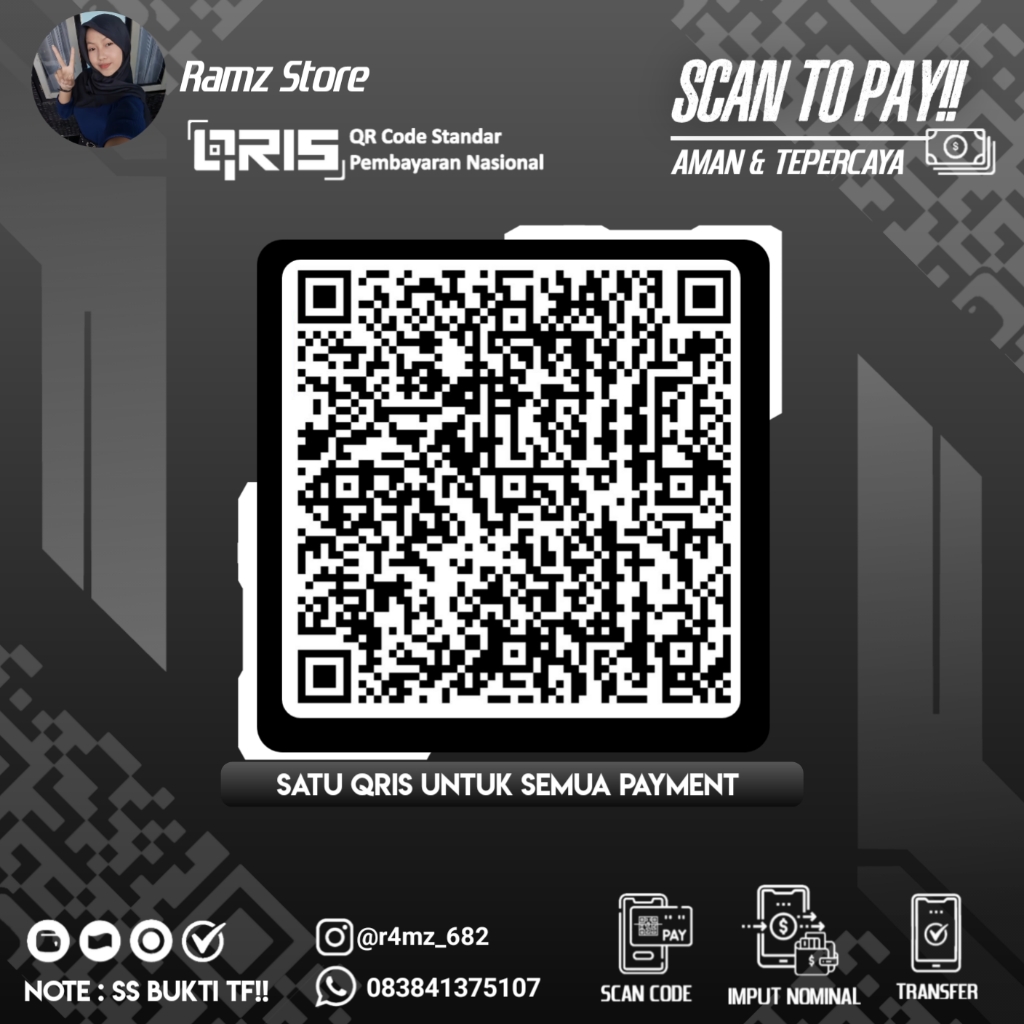 Ramz Store
QRIS
QR Code Standar
Pembayaran Nasional
SCAN TO PAY!!
AMAN & TEPERCAYA
SATU QRIS UNTUK SEMUA PAYMENT
NOTE : SS BUKTI TF!!
@r4mz_682
083841375107
PAY
SCAN CODE
IMPUT NOMINAL
TRANSFER